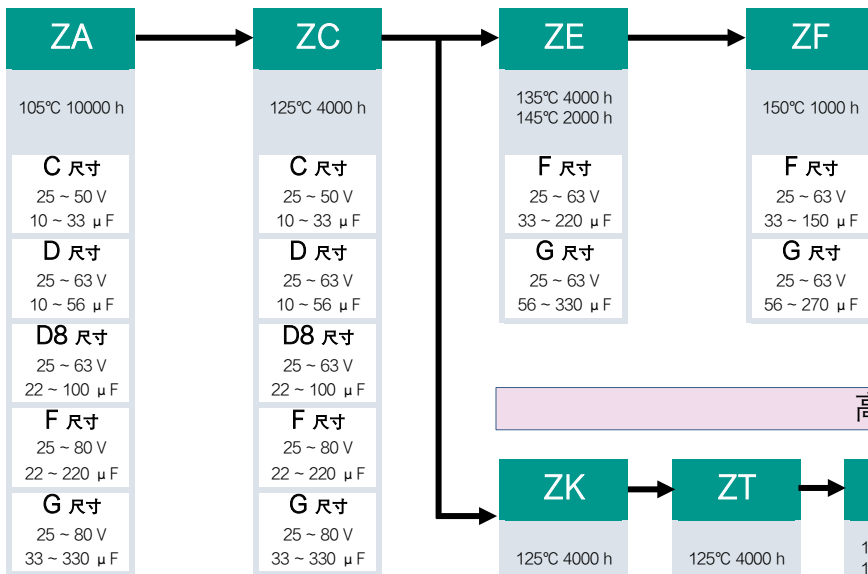 ZA
105℃ 10000 h
C 尺寸
25 ~ 50 V
10 ~ 33 μF
D 尺寸
25 ~ 63 V
10 ~ 56 μF
D8 尺寸
25 ~ 63 V
22 ~ 100 μF
F 尺寸
25 ~ 80 V
22 ~ 220 μF
G 尺寸
25 ~ 80 V
33 ~ 330 μF
ZC
125℃ 4000 h
C 尺寸
25 ~ 50 V
10 ~ 33 μF
D 尺寸
25 ~ 63 V
10 ~ 56 μF
D8 尺寸
25 ~ 63 V
22 ~ 100 μF
F 尺寸
25 ~ 80 V
22 ~ 220 μF
G 尺寸
25 ~ 80 V
33 ~ 330 μF
ZE
135℃ 4000 h
145℃ 2000 h
F 尺寸
25 ~ 63 V
33 ~ 220 μF
G 尺寸
25 ~ 63 V
56 ~ 330 μF
ZF
150℃ 1000 h
F 尺寸
25 ~ 63 V
33 ~ 150 μF
G 尺寸
25 ~ 63 V
56 ~ 270 μF
ZK
125℃ 4000 h
ZT
125℃ 4000 h